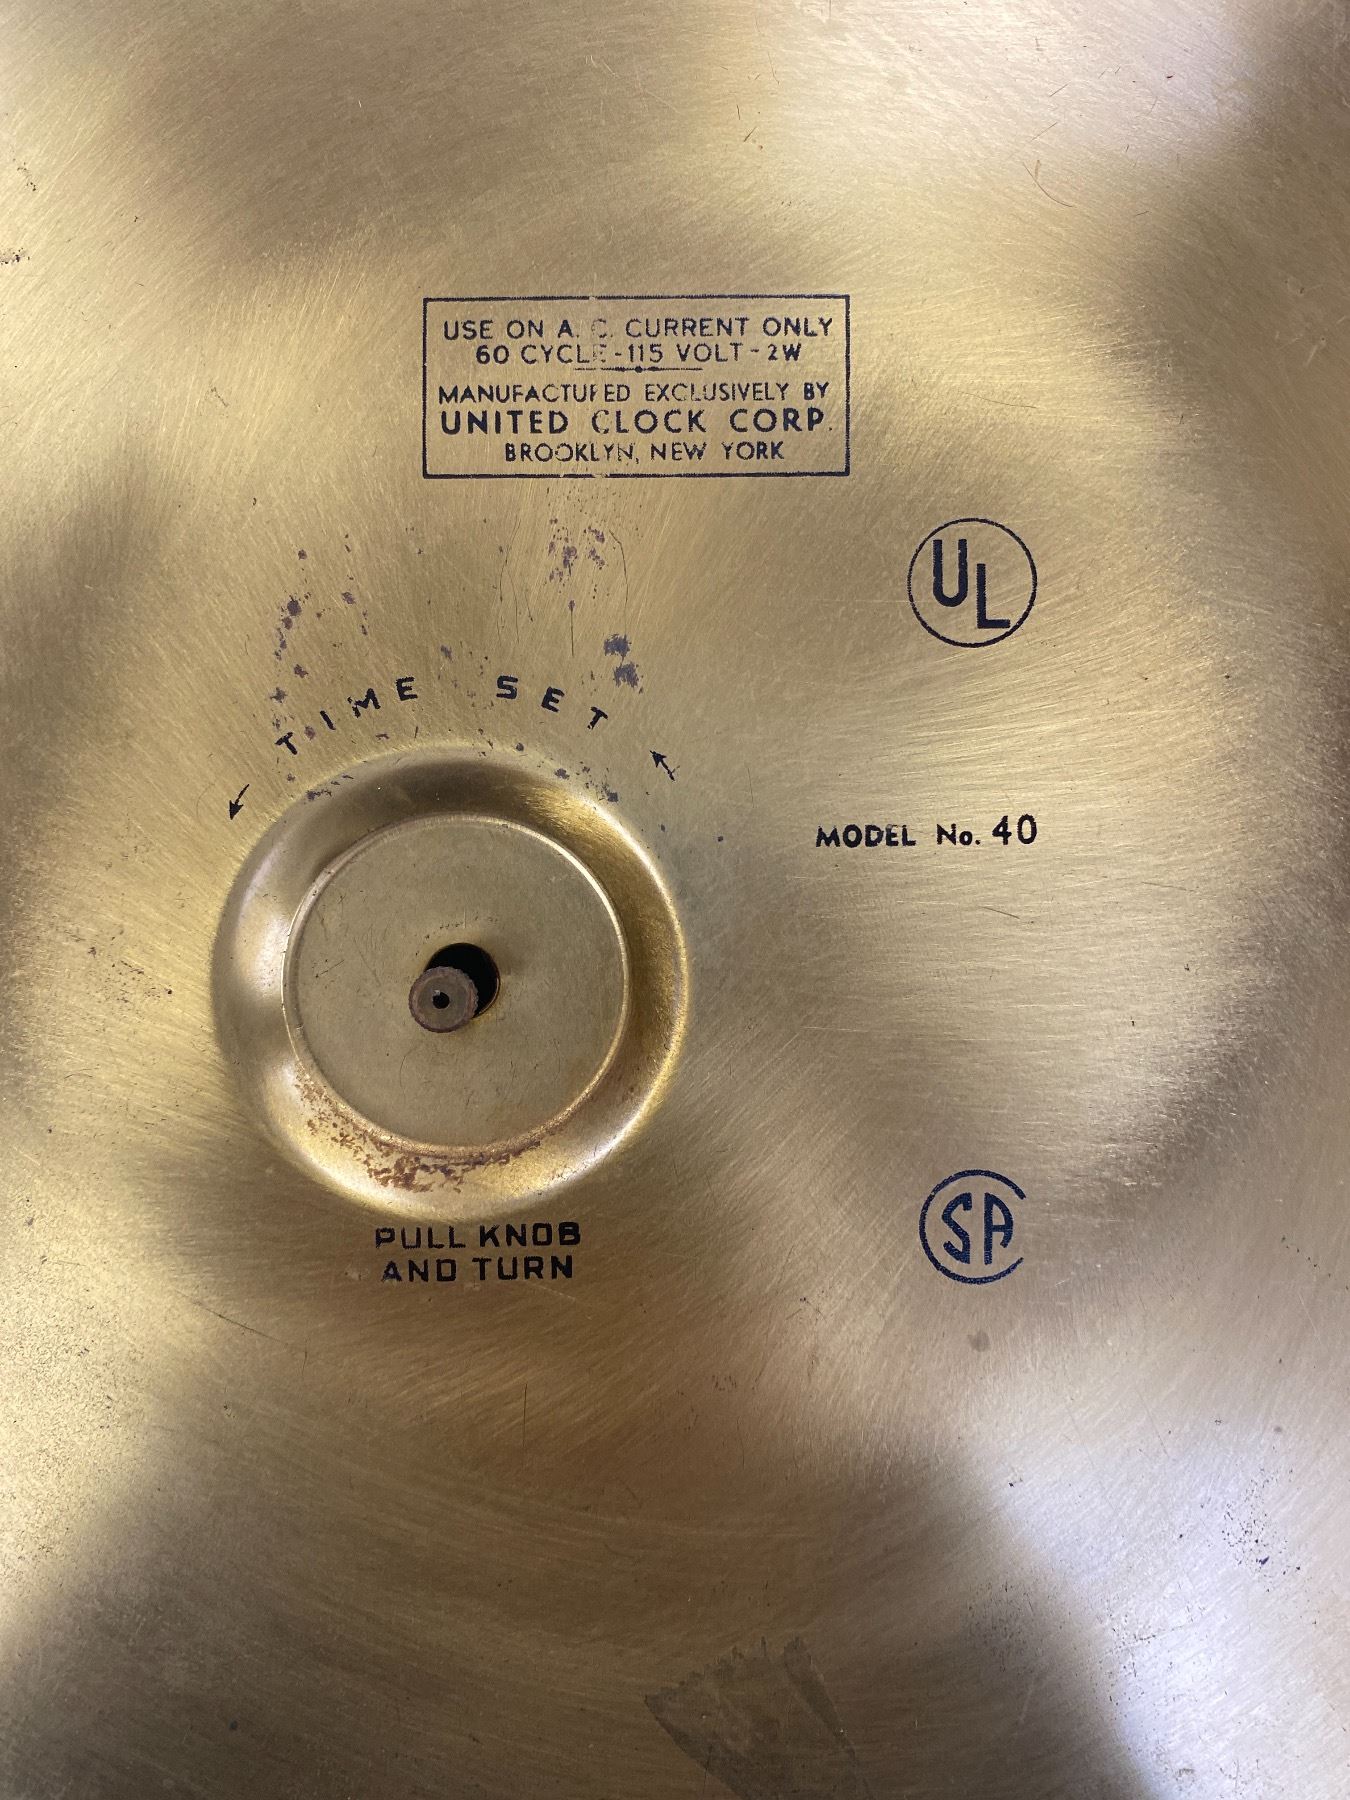 USE ON A. C. CURRENT ONLY
60 CYCLE - 115 VOLT - 2W
MANUFACTURED EXCLUSIVELY BY
UNITED CLOCK CORP.
BROOKLYN, NEW YORK
UL
TIME SET
MODEL No. 40
SA
PULL KNOB
AND TURN